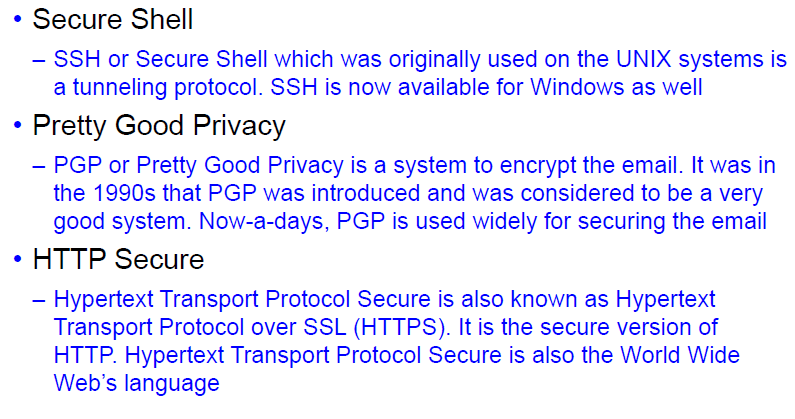 • Secure Shell
– SSH or Secure Shell which was originally used on the UNIX systems is
a tunneling protocol. SSH is now available for Windows as well
• Pretty Good Privacy
– PGP or Pretty Good Privacy is a system to encrypt the email. It was in
the 1990s that PGP was introduced and was considered to be a very
good system. Now-a-days, PGP is used widely for securing the email
• HTTP Secure
– Hypertext Transport Protocol Secure is also known as Hypertext
Transport Protocol over SSL (HTTPS). It is the secure version of
HTTP. Hypertext Transport Protocol Secure is also the World Wide
Web’s language